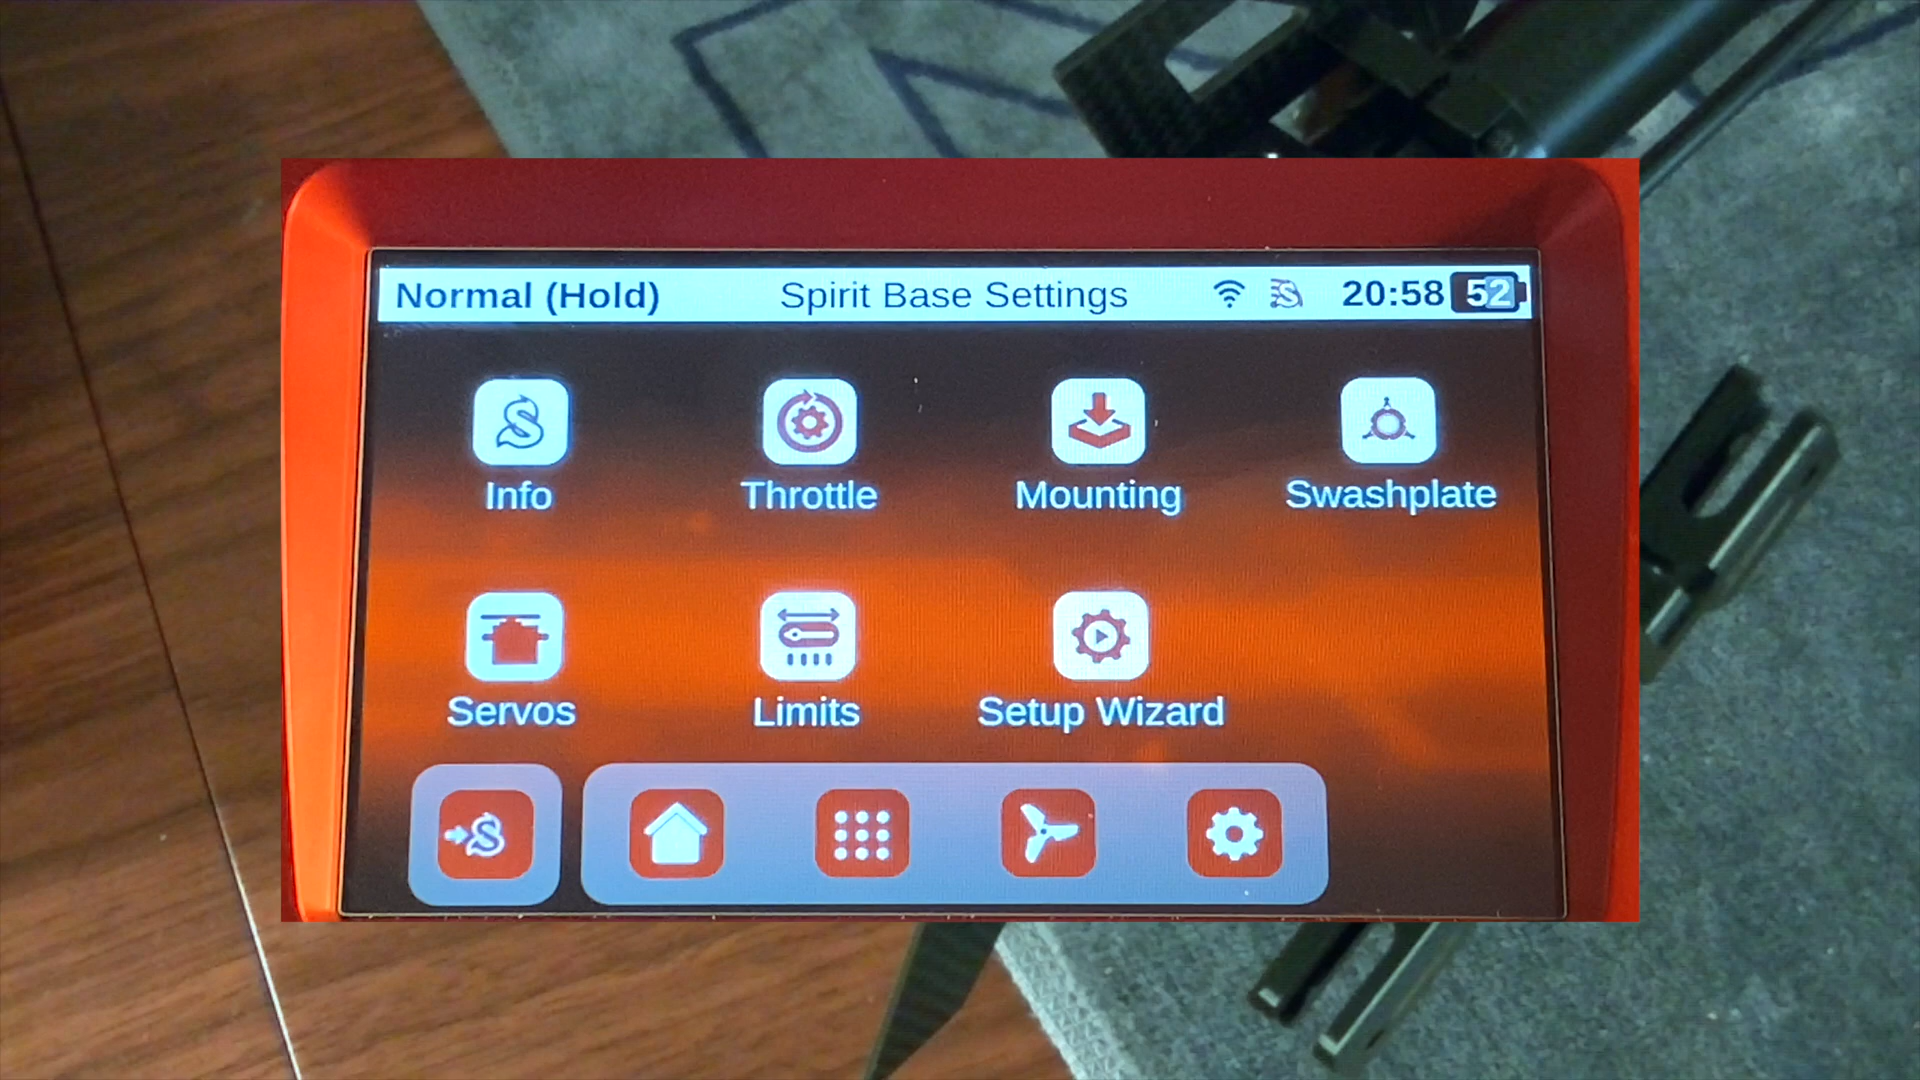 Normal (Hold) Spirit Base Settings 20:58 52
Info Throttle Mounting Swashplate
Servos Limits Setup Wizard